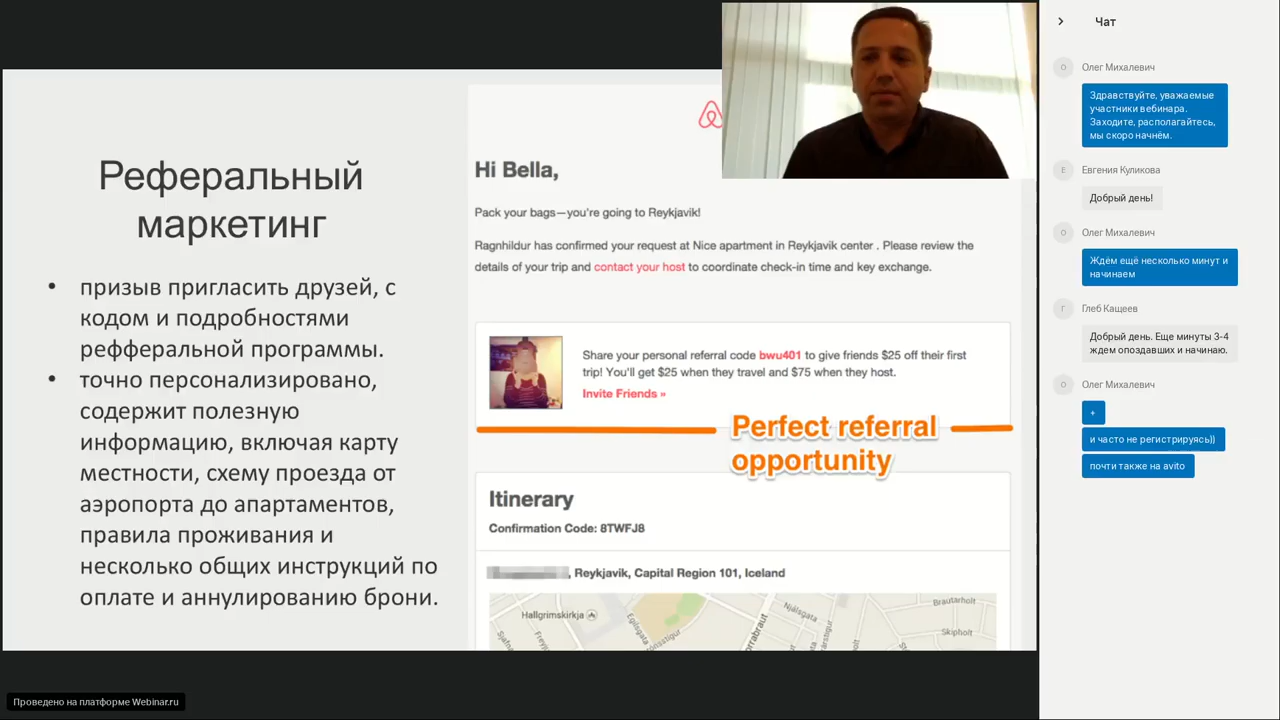 Реферальный
маркетинг
• призыв пригласить друзей, с
кодом и подробностями
рефферальной программы.
• точно персонализировано,
содержит полезную
информацию, включая карту
местности, схему проезда от
аэропорта до апартаментов,
правила проживания и
несколько общих инструкций по
оплате и аннулированию брони.
Hi Bella,
Pack your bags—you're going to Reykjavik!
Ragnhildur has confirmed your request at Nice apartment in Reykjavik center . Please review the
details of your trip and contact your host to coordinate check-in time and key exchange.
Share your personal referral code bwu401 to give friends $25 off their first
trip! You'll get $25 when they travel and $75 when they host.
Invite Friends »
Perfect referral
opportunity
Itinerary
Confirmation Code: 8TWFJ8
, Reykjavik, Capital Region 101, Iceland
Hallgrimskirkja
Egilsgata
Njálsgata
Barónsstígur
Skipholt
Brautarholt
Проведено на платформе Webinar.ru
Чат
О
Олег Михалевич
Здравствуйте, уважаемые
участники вебинара.
Заходите, располагайтесь,
мы скоро начнём.
Е
Евгения Куликова
Добрый день!
О
Олег Михалевич
Ждём ещё несколько минут и
начинаем
Г
Глеб Кащеев
Добрый день. Еще минуты 3-4
ждем опоздавших и начинаю.
О
Олег Михалевич
+
и часто не регистрируясь))
почти также на avito